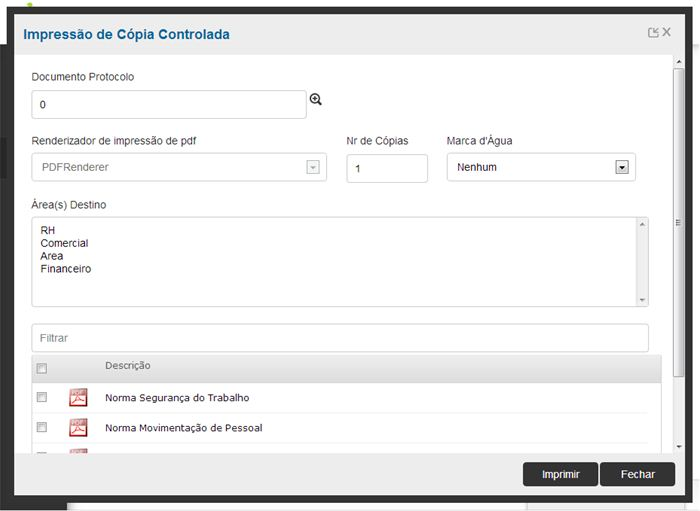 Impressão de Cópia Controlada
Documento Protocolo
0
Renderizador de impressão de pdf Nr de Cópias Marca d'Água
PDFRenderer 1 Nenhum
Àrea(s) Destino
RH
Comercial
Area
Financeiro
Filtrar
Descrição
Norma Segurança do Trabalho
Norma Movimentação de Pessoal
Imprimir Fechar